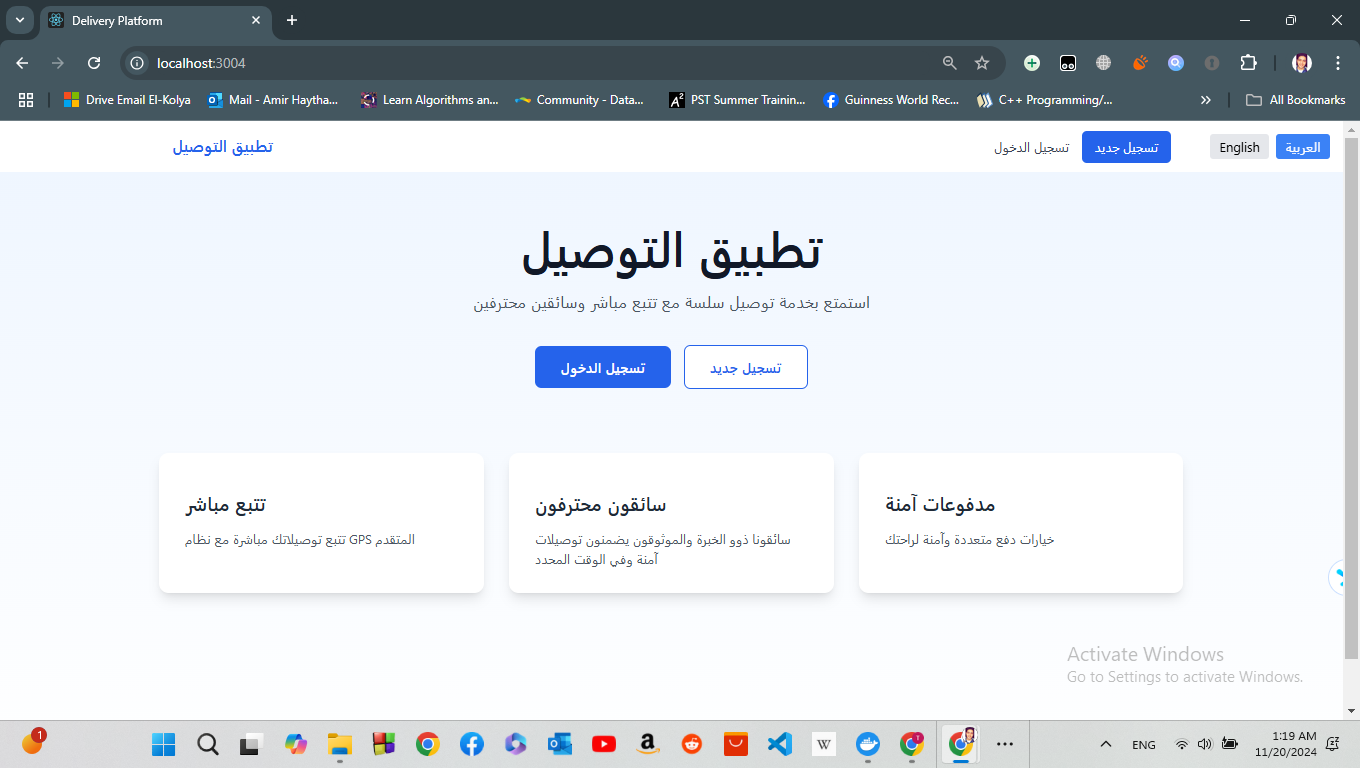 Delivery Platform
localhost:3004
Drive Email El-Kolya
Mail - Amir Haytha...
Learn Algorithms an...
Community - Data...
PST Summer Trainin...
Guinness World Rec...
C++ Programming/...
All Bookmarks
تطبيق التوصيل
تسجيل الدخول
تسجيل جديد
English
العربية
تطبيق التوصيل
استمتع بخدمة توصيل سلسة مع تتبع مباشر وسائقين محترفين
تسجيل الدخول
تسجيل جديد
تتبع مباشر
المتقدم GPS تتبع توصيلاتك مباشرة مع نظام
سائقون محترفون
سائقونا ذوو الخبرة والموثوقون يضمنون توصيلات
آمنة وفي الوقت المحدد
مدفوعات آمنة
خيارات دفع متعددة وآمنة لراحتك
Activate Windows
Go to Settings to activate Windows.
1
W
1
ENG
1:19 AM
11/20/2024